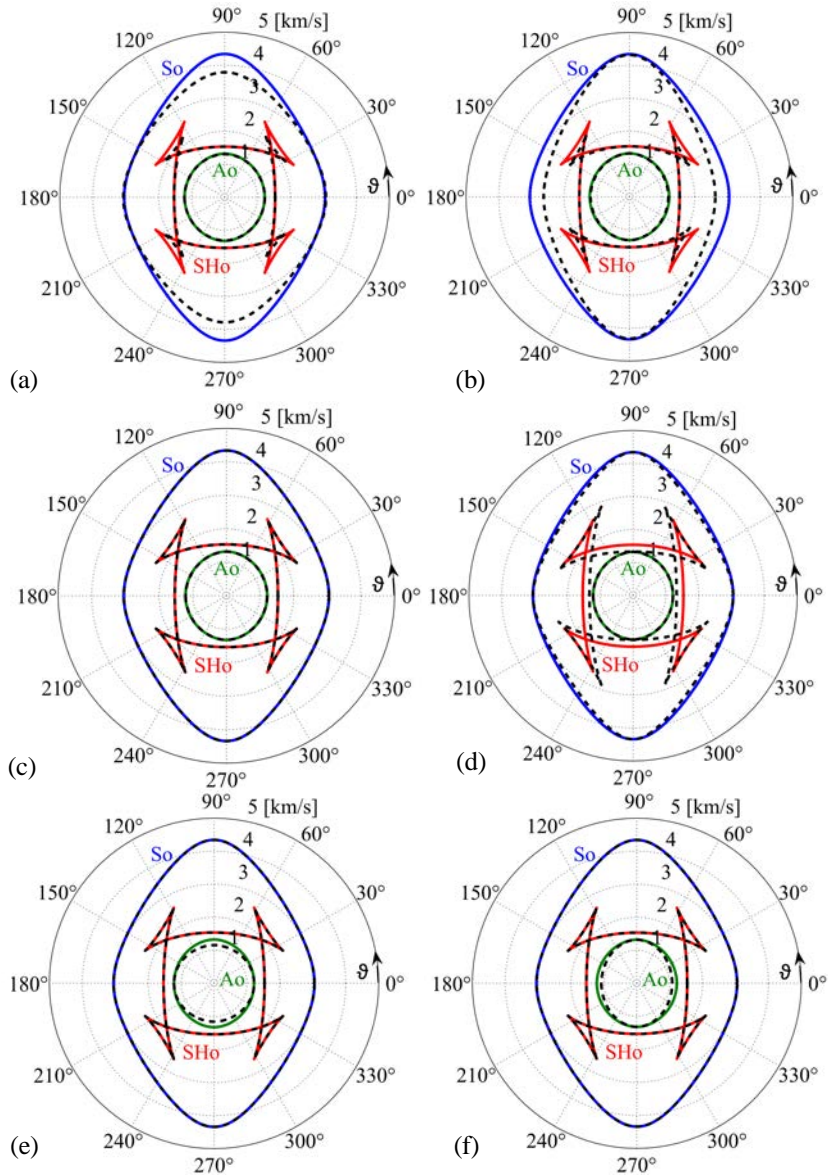 90° 5 [km/s]
120° 4 60°
So
3
150° 30°
2
1
Ao
180° ϑ 0°
SHo
210° 330°
240° 300°
(a) 270°
90° 5 [km/s]
120° 4 60°
So
3
150° 30°
2
1
Ao
180° ϑ 0°
SHo
210° 330°
240° 300°
(b) 270°
90° 5 [km/s]
120° 4 60°
So
3
150° 30°
2
1
Ao
180° ϑ 0°
SHo
210° 330°
240° 300°
(c) 270°
90° 5 [km/s]
120° 4 60°
So
3
150° 30°
2
1
Ao
180° ϑ 0°
SHo
210° 330°
240° 300°
(d) 270°
90° 5 [km/s]
120° 4 60°
So
3
150° 30°
2
1
Ao
180° ϑ 0°
SHo
210° 330°
240° 300°
(e) 270°
90° 5 [km/s]
120° 4 60°
So
3
150° 30°
2
1
Ao
180° ϑ 0°
SHo
210° 330°
240° 300°
(f) 270°